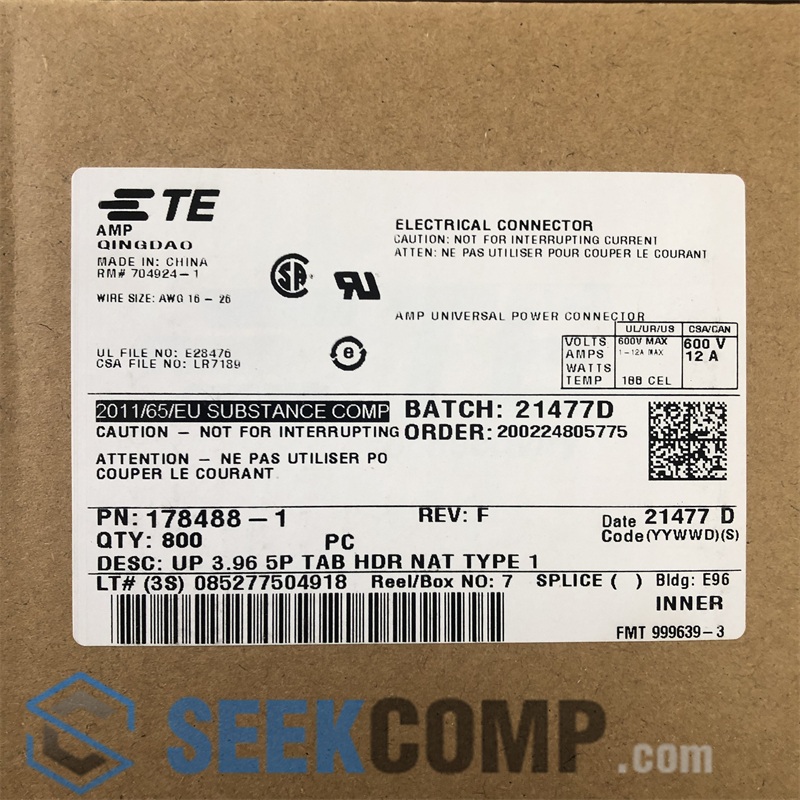 TE
AMP
QINGDAO
MADE IN: CHINA
RM# 704924-1
WIRE SIZE: AWG 16 - 26
UL FILE NO: E28476
CSA FILE NO: LR7189
SA
e
ELECTRICAL CONNECTOR
CAUTION: NOT FOR INTERRUPTING CURRENT
ATTEN: NE PAS UTILISER POUR COUPER LE COURANT
AMP UNIVERSAL POWER CONNECTOR
UL/UR/US CSA/CAN
VOLTS 600V MAX 600 V
AMPS 1-12A MAX 12 A
WATTS
TEMP 188 CEL
2011/65/EU SUBSTANCE COMP BATCH: 21477D
CAUTION - NOT FOR INTERRUPTING ORDER: 200224805775
ATTENTION - NE PAS UTILISER PO
COUPER LE COURANT
PN: 178488-1 REV: F Date 21477 D
QTY: 800 PC Code (YYWWD)(S)
DESC: UP 3.96 5P TAB HDR NAT TYPE 1
LT# (3S) 085277504918 Reel/Box NO: 7 SPLICE ( ) Bldg: E96
INNER
FMT 999639-3
SEEKCOMP.com